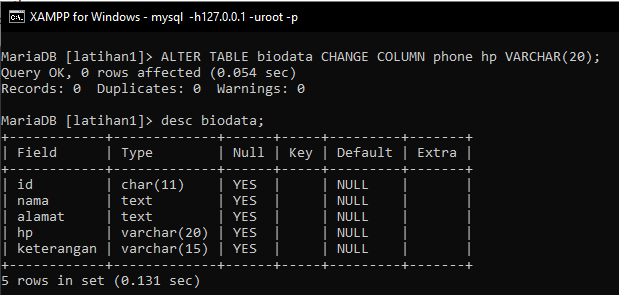 XAMPP for Windows - mysql -h127.0.0.1 -uroot -p
MariaDB [latihan1]> ALTER TABLE biodata CHANGE COLUMN phone hp VARCHAR(20);
Query OK, 0 rows affected (0.054 sec)
Records: 0  Duplicates: 0  Warnings: 0
MariaDB [latihan1]> desc biodata;
+------------+-------------+------+-----+---------+-------+
| Field      | Type        | Null | Key | Default | Extra |
+------------+-------------+------+-----+---------+-------+
| id         | char(11)    | YES  |     | NULL    |       |
| nama       | text        | YES  |     | NULL    |       |
| alamat     | text        | YES  |     | NULL    |       |
| hp         | varchar(20) | YES  |     | NULL    |       |
| keterangan | varchar(15) | YES  |     | NULL    |       |
+------------+-------------+------+-----+---------+-------+
5 rows in set (0.131 sec)